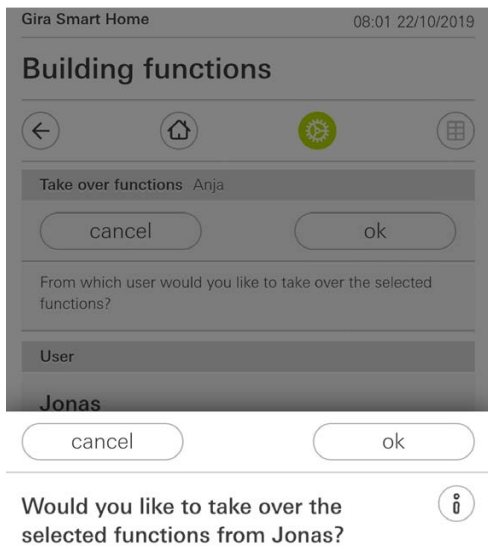 Gira Smart Home 08:01 22/10/2019
Building functions
Take over functions Anja
cancel ok
From which user would you like to take over the selected
functions?
User
Jonas
cancel ok
Would you like to take over the
selected functions from Jonas?